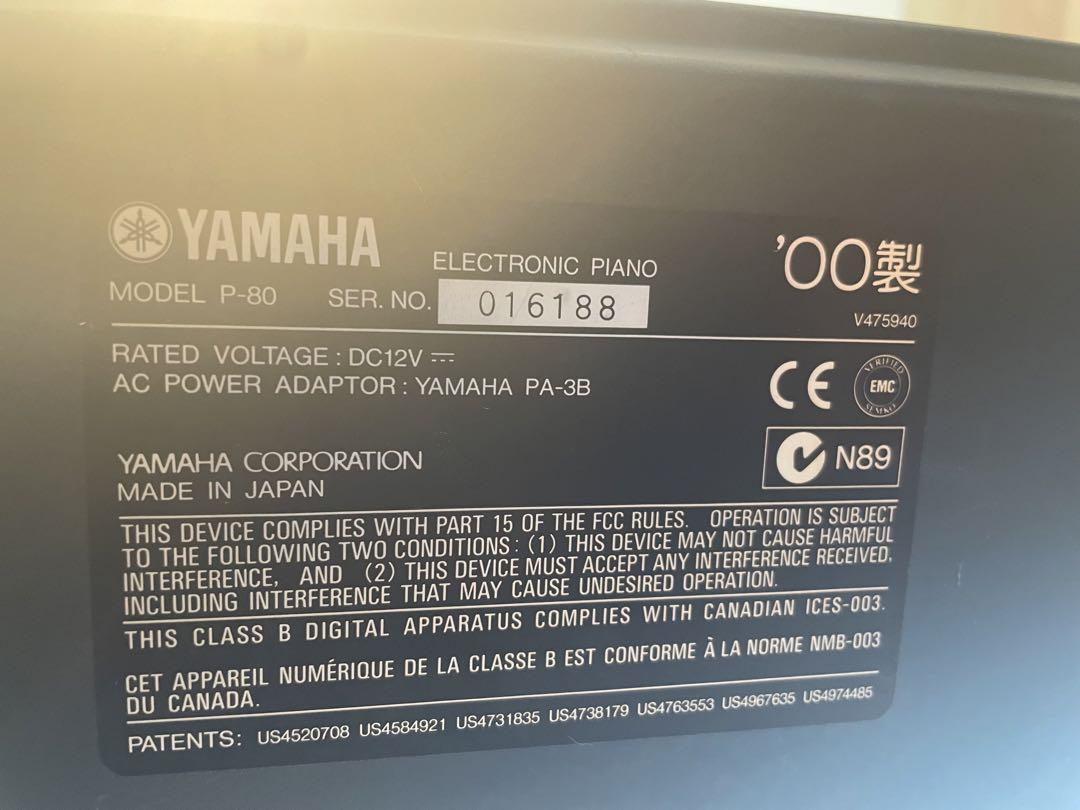 YAMAHA
ELECTRONIC PIANO
'00製
MODEL P-80 SER. NO. 016188
V475940
RATED VOLTAGE : DC12V ⎓
AC POWER ADAPTOR : YAMAHA PA-3B
CE
VERIFIED
EMC
SEMKO
N89
YAMAHA CORPORATION
MADE IN JAPAN
THIS DEVICE COMPLIES WITH PART 15 OF THE FCC RULES. OPERATION IS SUBJECT
TO THE FOLLOWING TWO CONDITIONS : (1) THIS DEVICE MAY NOT CAUSE HARMFUL
INTERFERENCE, AND (2) THIS DEVICE MUST ACCEPT ANY INTERFERENCE RECEIVED,
INCLUDING INTERFERENCE THAT MAY CAUSE UNDESIRED OPERATION.
THIS CLASS B DIGITAL APPARATUS COMPLIES WITH CANADIAN ICES-003.
CET APPAREIL NUMÉRIQUE DE LA CLASSE B EST CONFORME À LA NORME NMB-003
DU CANADA.
PATENTS: US4520708 US4584921 US4731835 US4738179 US4763553 US4967635 US4974485